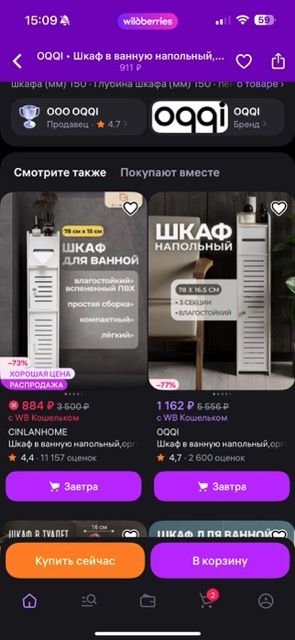 15:09
wildberries
59
OQQI • Шкаф в ванную напольный,...
911 ₽
шкафа (мм) 150 · Глубина шкафа (мм) 150 ·
о товаре
ООО OQQI
Продавец · ★ 4.7
oqqi
OQQI
Бренд
Смотрите также
Покупают вместе
78 см x 15 см
ШКАФ
ДЛЯ ВАННОЙ
влагостойкий
вспененный ПВХ
простая сборка
компактный
лёгкий
-73%
ХОРОШАЯ ЦЕНА
РАСПРОДАЖА
884 ₽ 3 500 ₽
с WB Кошельком
CINLANHOME
Шкаф в ванную напольный,орг
★ 4,4 · 11 157 оценок
Завтра
ШКАФ
НАПОЛЬНЫЙ
78 X 16.5 СМ
• 3 СЕКЦИИ
• ВЛАГОСТОЙКИЙ
-77%
1 162 ₽ 5 556 ₽
с WB Кошельком
OQQI
Шкаф в ванную напольный,орг
★ 4,7 · 2 600 оценок
Завтра
ШКАФ В ТУАЛЕТ
16 см
ШКАФ ДЛЯ ВАННОЙ
Купить сейчас
В корзину
2